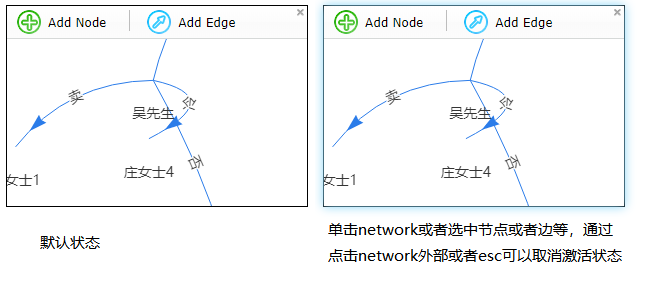 Add Node Add Edge
卖
吴先生
否
女士1
庄女士4
Add Node Add Edge
卖
吴先生
否
女士1
庄女士4
默认状态
单击network或者选中节点或者边等，通过
点击network外部或者esc可以取消激活状态